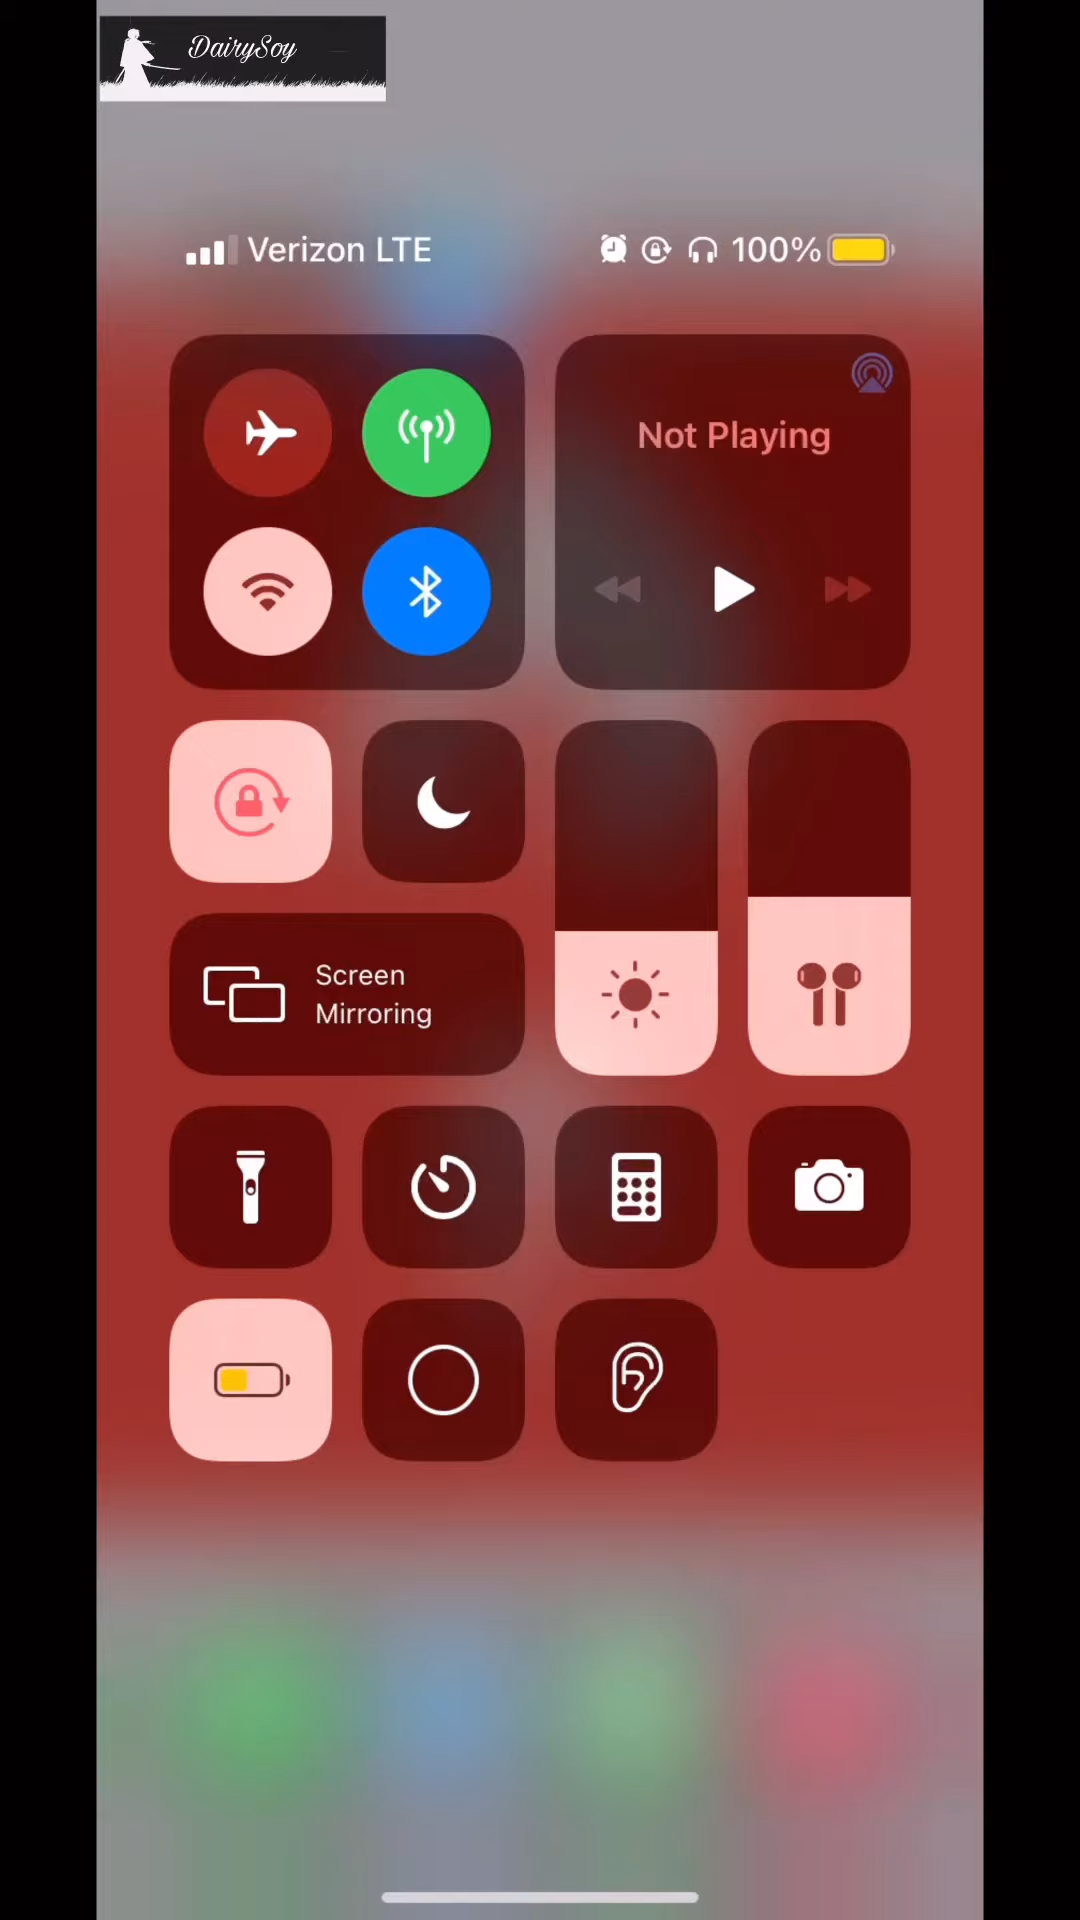 DairySoy
Verizon LTE
100%
Not Playing
Screen
Mirroring